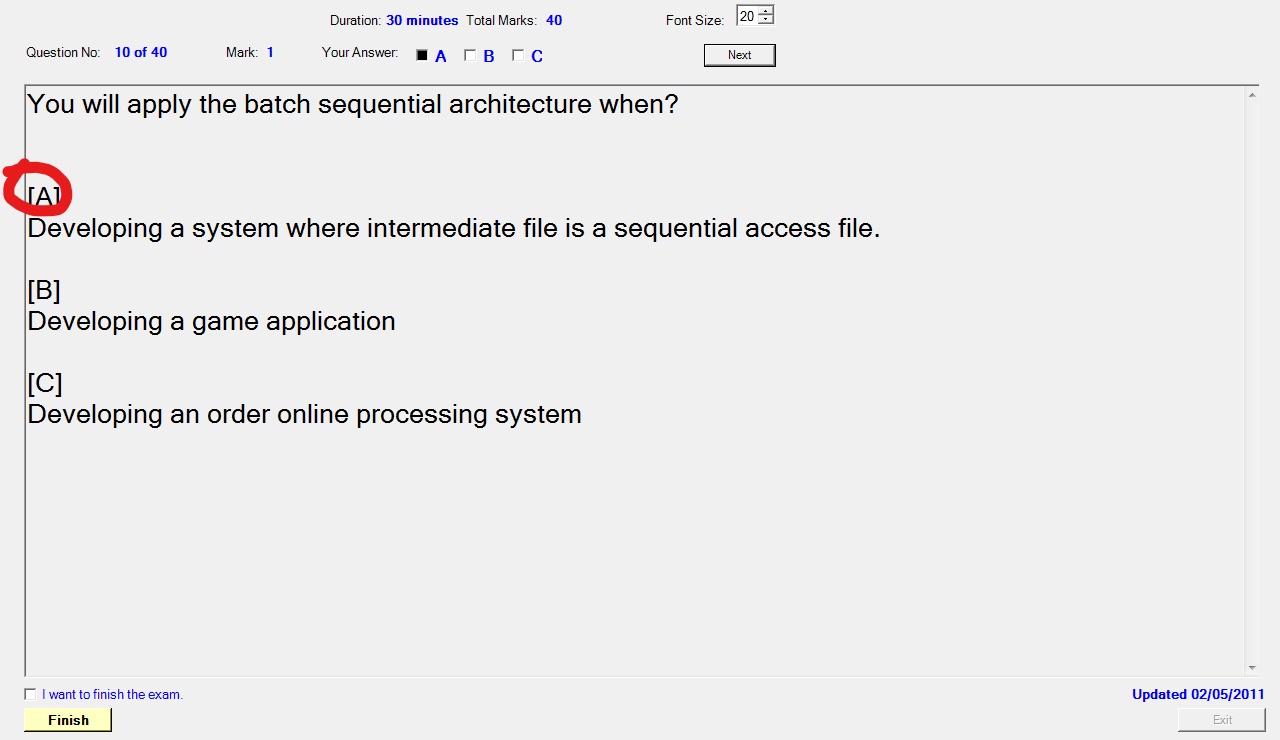 Duration: 30 minutes Total Marks: 40 Font Size: 20
Question No: 10 of 40 Mark: 1 Your Answer: A B C Next
You will apply the batch sequential architecture when?
[A]
Developing a system where intermediate file is a sequential access file.
[B]
Developing a game application
[C]
Developing an order online processing system
I want to finish the exam. Updated 02/05/2011
Finish Exit